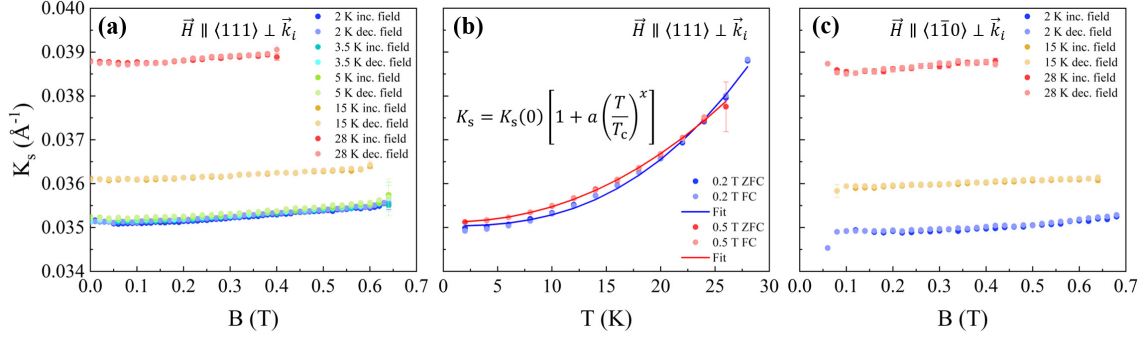 (a)
H⃗ ∥ ⟨111⟩ ⊥ k⃗ᵢ
2 K inc. field
2 K dec. field
3.5 K inc. field
3.5 K dec. field
5 K inc. field
5 K dec. field
15 K inc. field
15 K dec. field
28 K inc. field
28 K dec. field
0.040
0.039
0.038
0.037
0.036
0.035
0.034
Kₛ (Å⁻¹)
0.0 0.1 0.2 0.3 0.4 0.5 0.6 0.7
B (T)
(b)
H⃗ ∥ ⟨111⟩ ⊥ k⃗ᵢ
Kₛ = Kₛ(0) [1 + a (T/T_c)ˣ]
0.2 T ZFC
0.2 T FC
Fit
0.5 T ZFC
0.5 T FC
Fit
0 5 10 15 20 25 30
T (K)
(c)
H⃗ ∥ ⟨11̄0⟩ ⊥ k⃗ᵢ
2 K inc. field
2 K dec. field
15 K inc. field
15 K dec. field
28 K inc. field
28 K dec. field
0.0 0.1 0.2 0.3 0.4 0.5 0.6 0.7
B (T)